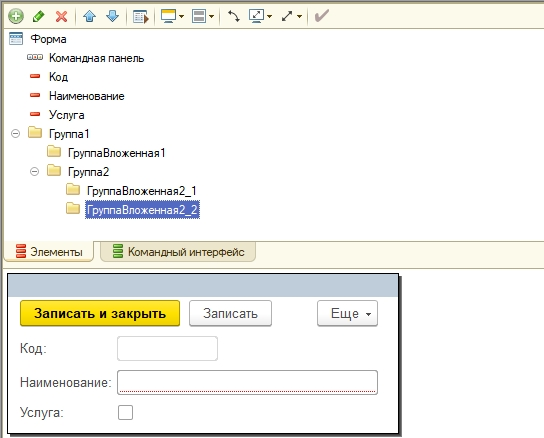 Форма
Командная панель
Код
Наименование
Услуга
Группа1
ГруппаВложенная1
Группа2
ГруппаВложенная2_1
ГруппаВложенная2_2
Элементы
Командный интерфейс
Записать и закрыть
Записать
Еще
Код:
Наименование:
Услуга: